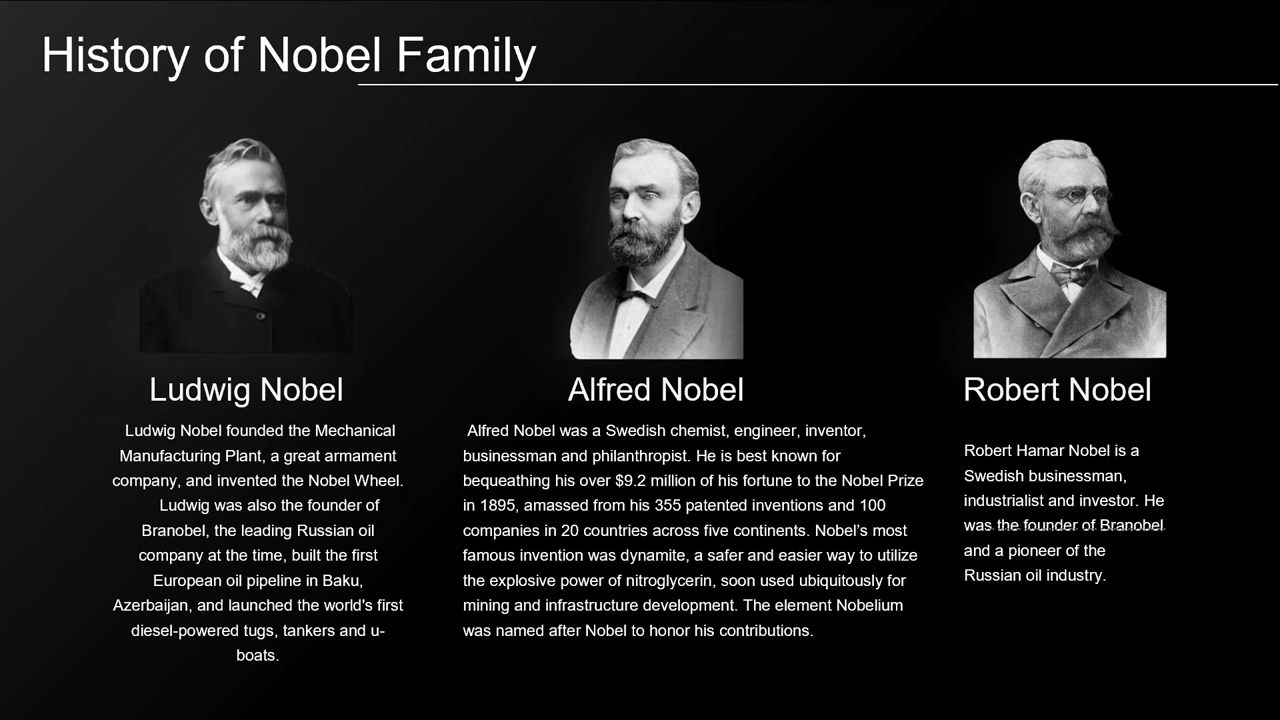 History of Nobel Family
Ludwig Nobel
Ludwig Nobel founded the Mechanical
Manufacturing Plant, a great armament
company, and invented the Nobel Wheel.
Ludwig was also the founder of
Branobel, the leading Russian oil
company at the time, built the first
European oil pipeline in Baku,
Azerbaijan, and launched the world's first
diesel-powered tugs, tankers and u-
boats.
Alfred Nobel
Alfred Nobel was a Swedish chemist, engineer, inventor,
businessman and philanthropist. He is best known for
bequeathing his over $9.2 million of his fortune to the Nobel Prize
in 1895, amassed from his 355 patented inventions and 100
companies in 20 countries across five continents. Nobel’s most
famous invention was dynamite, a safer and easier way to utilize
the explosive power of nitroglycerin, soon used ubiquitously for
mining and infrastructure development. The element Nobelium
was named after Nobel to honor his contributions.
Robert Nobel
Robert Hamar Nobel is a
Swedish businessman,
industrialist and investor. He
was the founder of Branobel
and a pioneer of the
Russian oil industry.